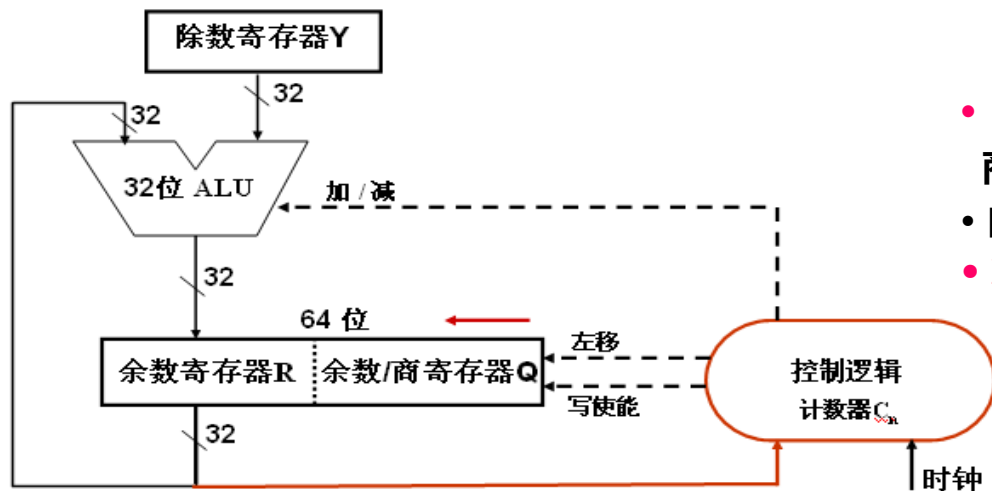 除数寄存器Y
32
32
32位 ALU
加 / 减
32
64 位
余数寄存器R
余数/商寄存器Q
左移
写使能
控制逻辑
计数器Cn
32
时钟